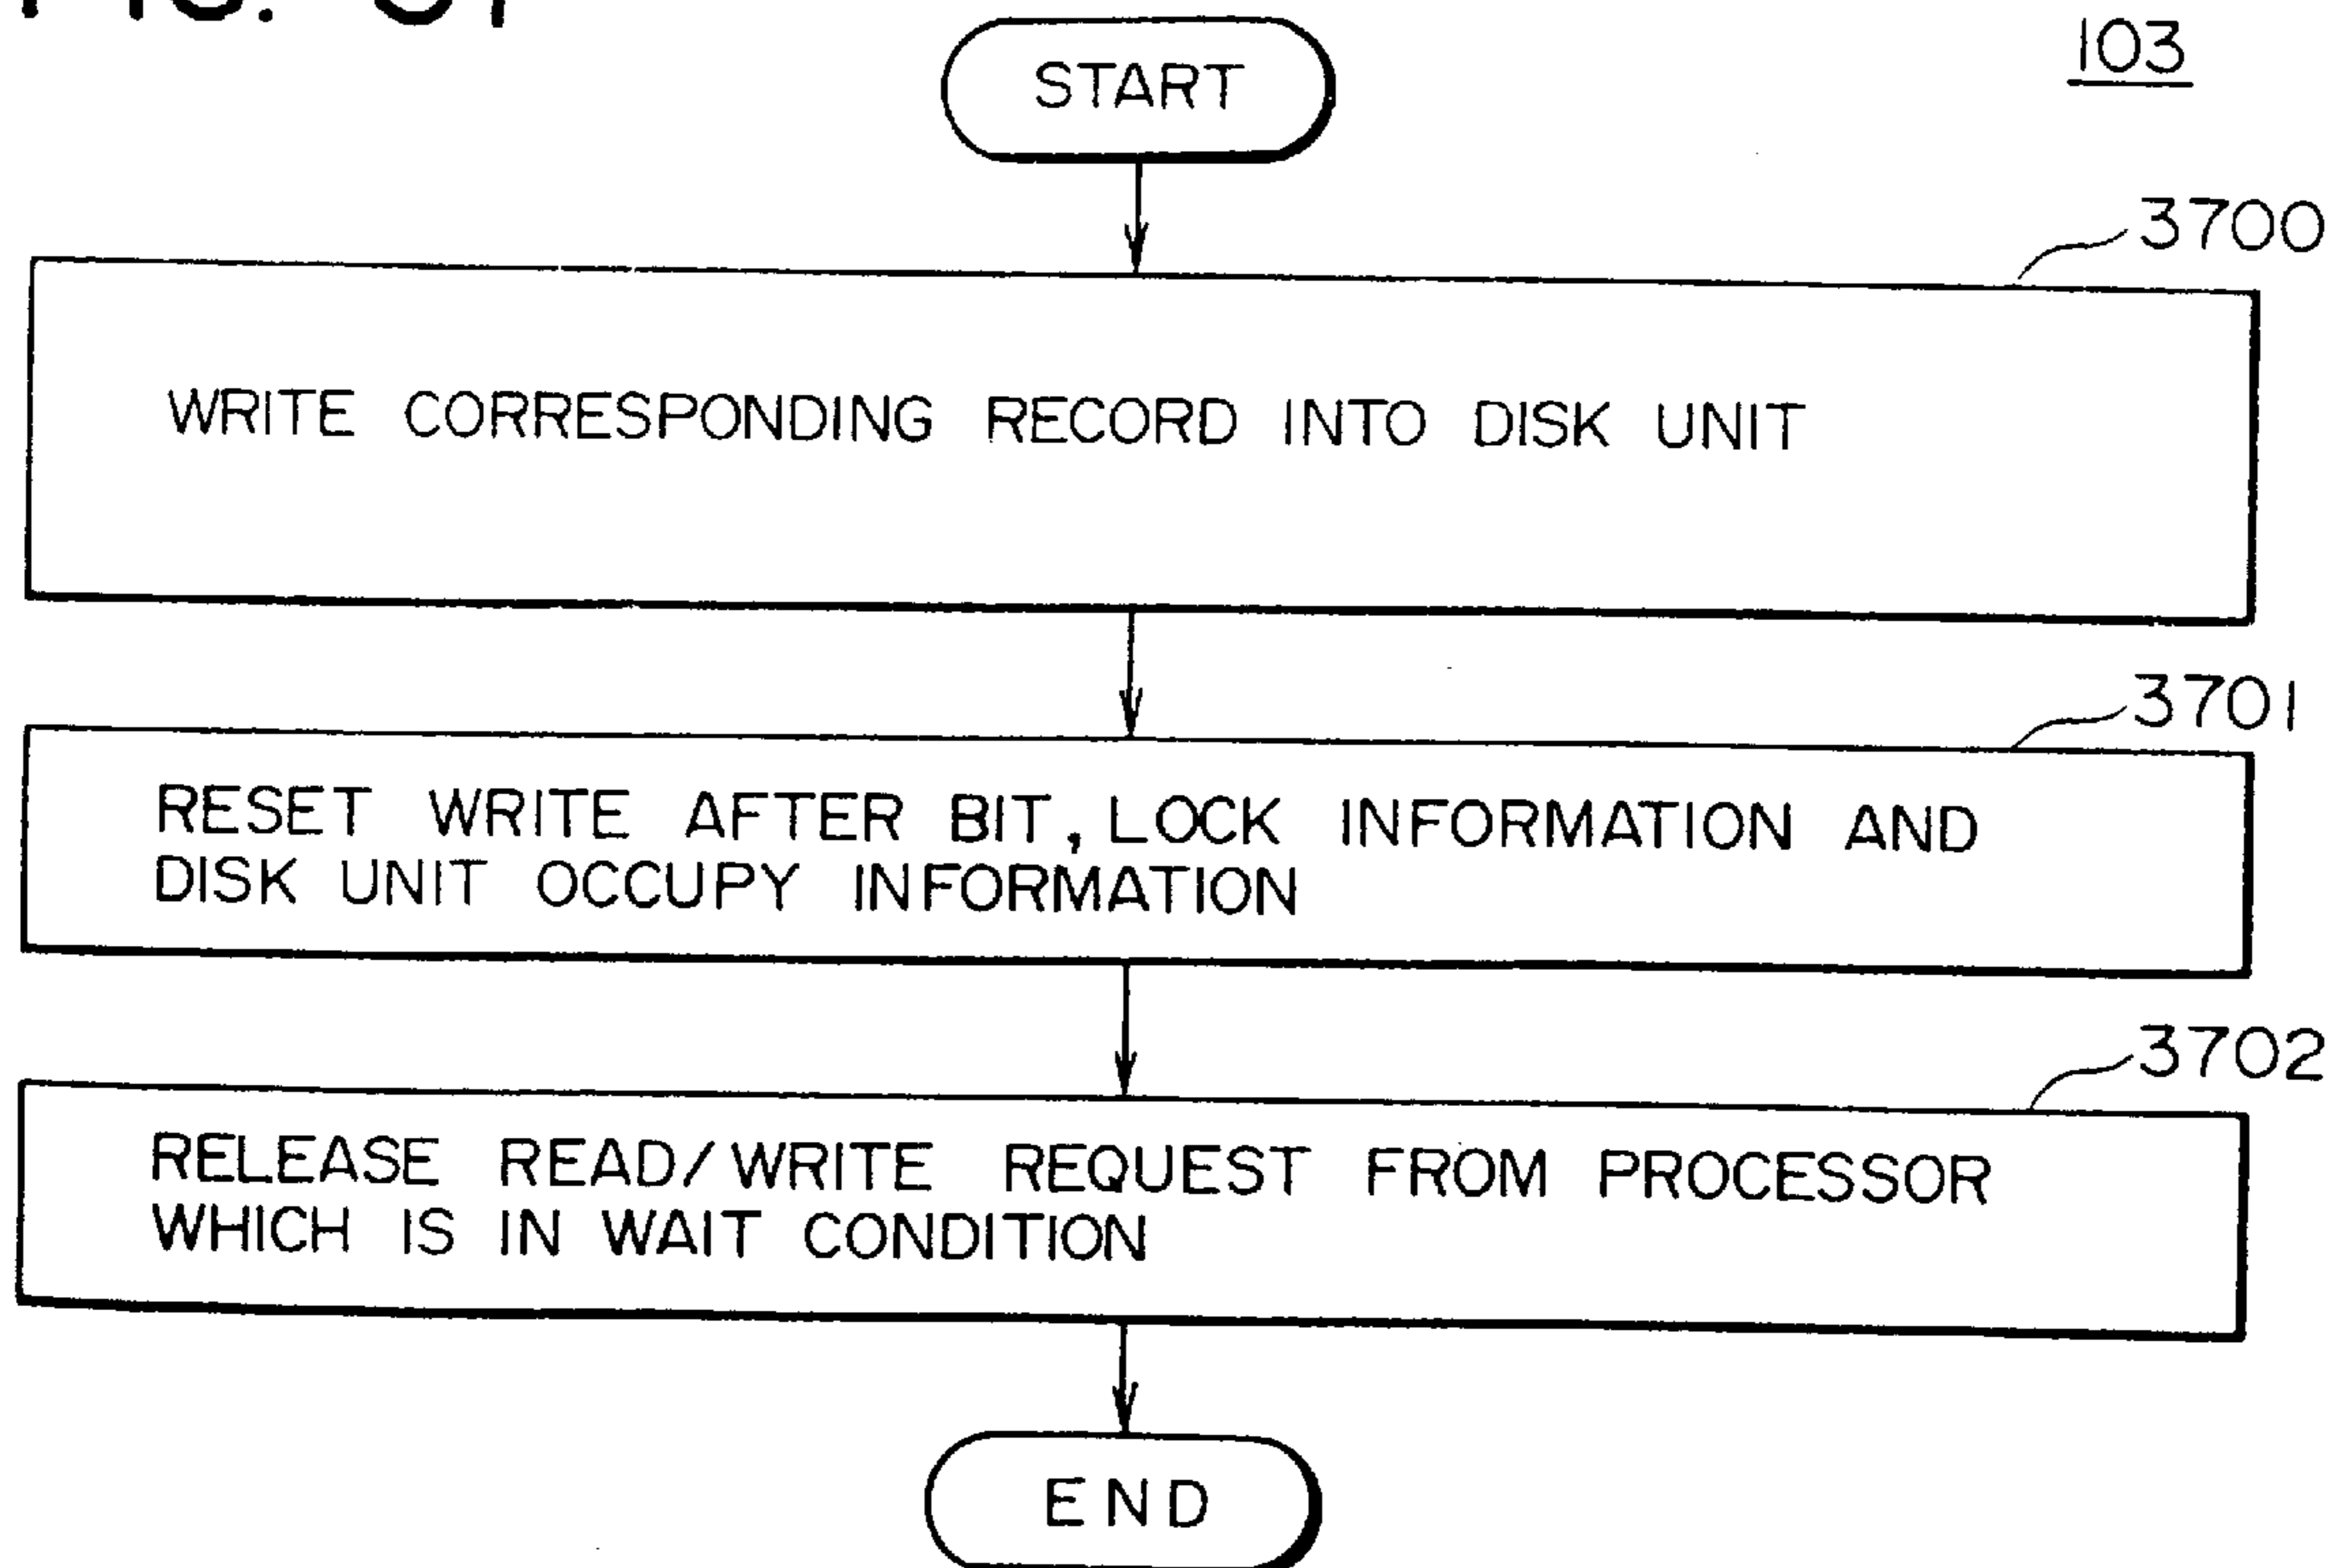 START
103
3700
WRITE CORRESPONDING RECORD INTO DISK UNIT
3701
RESET WRITE AFTER BIT, LOCK INFORMATION AND
DISK UNIT OCCUPY INFORMATION
3702
RELEASE READ/WRITE REQUEST FROM PROCESSOR
WHICH IS IN WAIT CONDITION
END